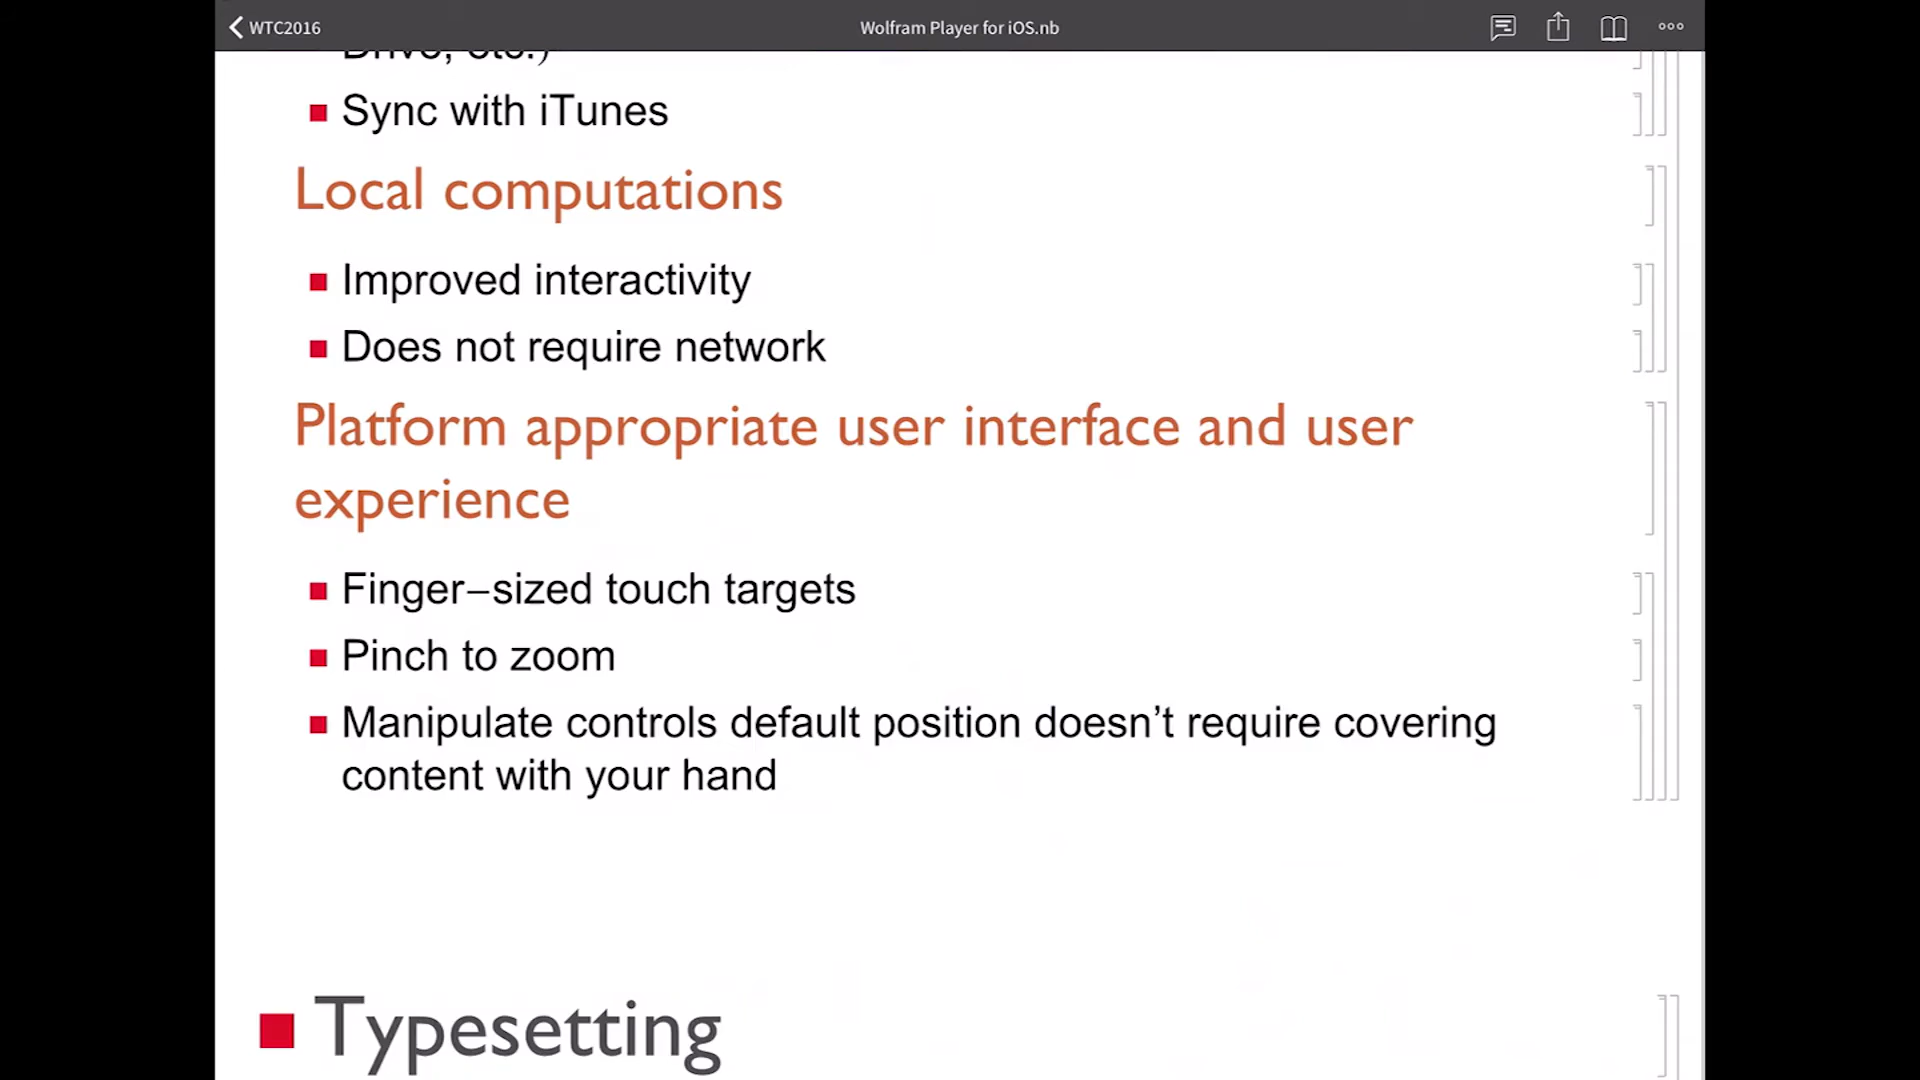 WTC2016
Wolfram Player for iOS.nb
Drive, etc.)
Sync with iTunes
Local computations
Improved interactivity
Does not require network
Platform appropriate user interface and user
experience
Finger–sized touch targets
Pinch to zoom
Manipulate controls default position doesn’t require covering
content with your hand
Typesetting